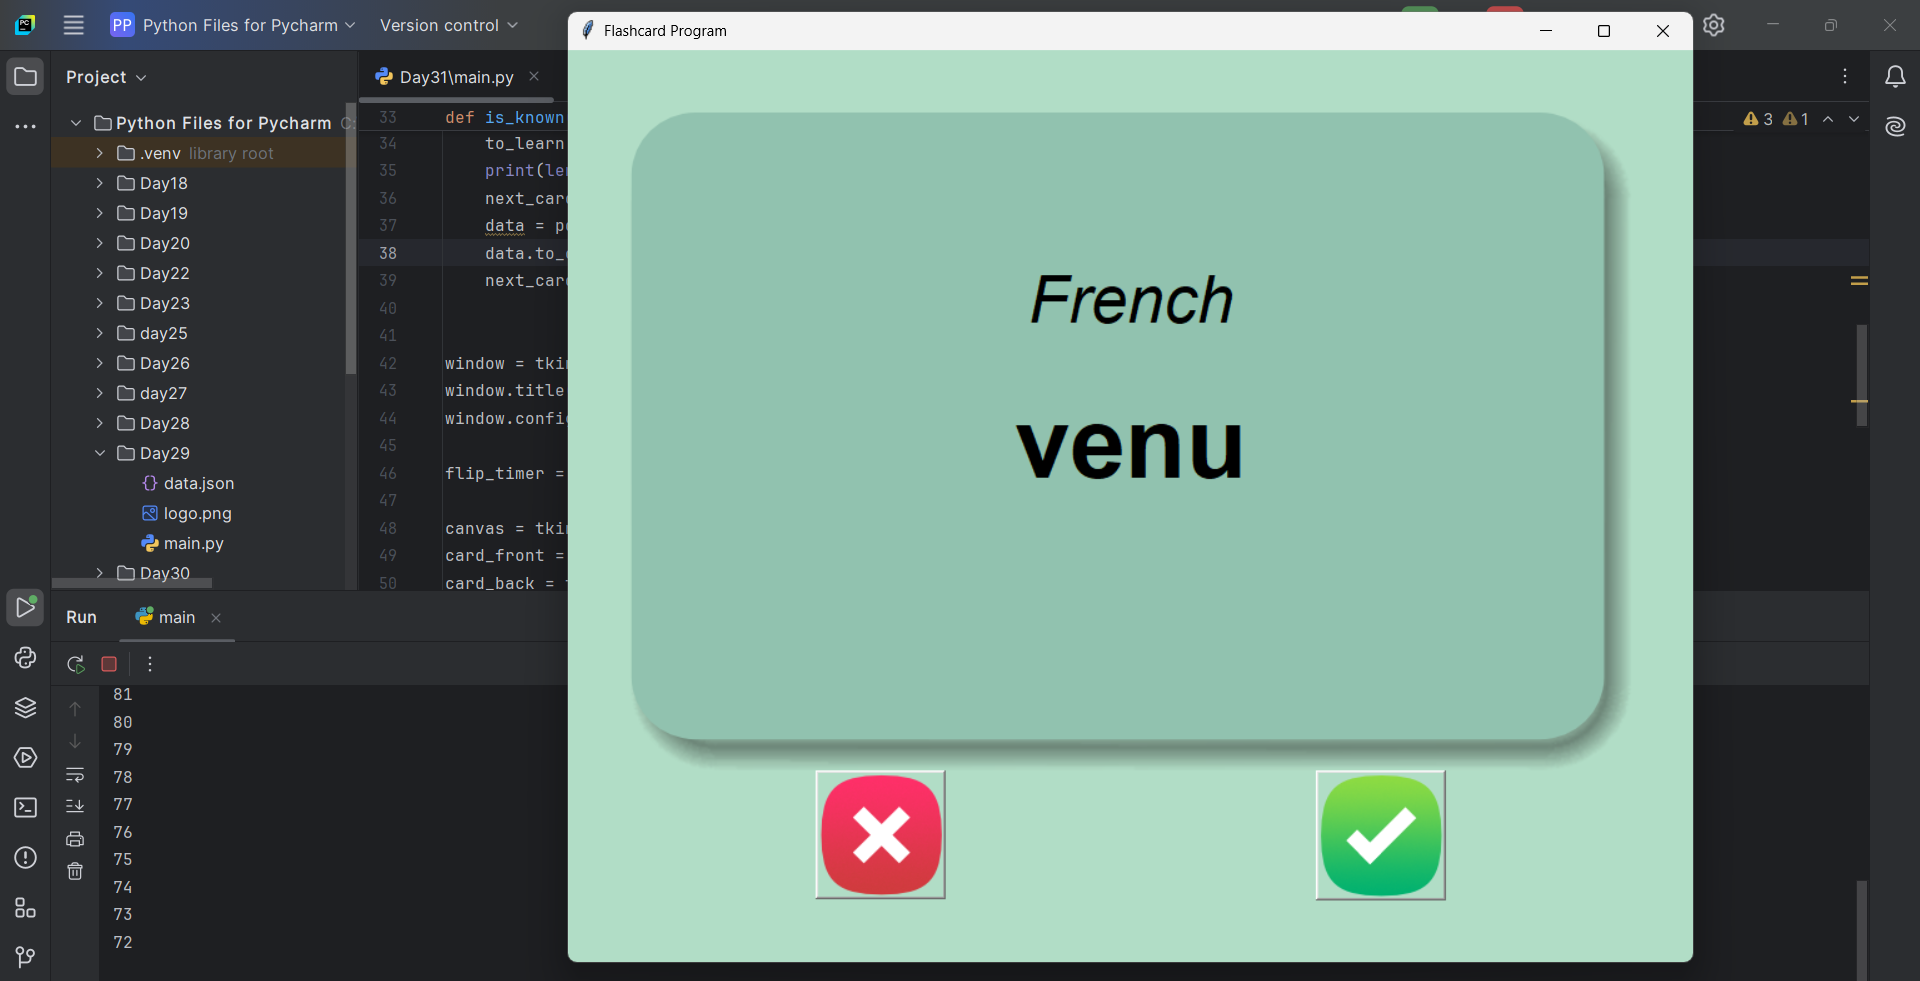 PP Python Files for Pycharm Version control
Flashcard Program
Project
Day31\main.py
Python Files for Pycharm C:
.venv library root
Day18
Day19
Day20
Day22
Day23
day25
Day26
day27
Day28
Day29
data.json
logo.png
main.py
Day30
33 def is_known
34 to_learn
35 print(le
36 next_car
37 data = p
38 data.to_
39 next_car
40
41
42 window = tki
43 window.title
44 window.confi
45
46 flip_timer =
47
48 canvas = tki
49 card_front =
50 card_back =
3 1
French
venu
Run main
81
80
79
78
77
76
75
74
73
72